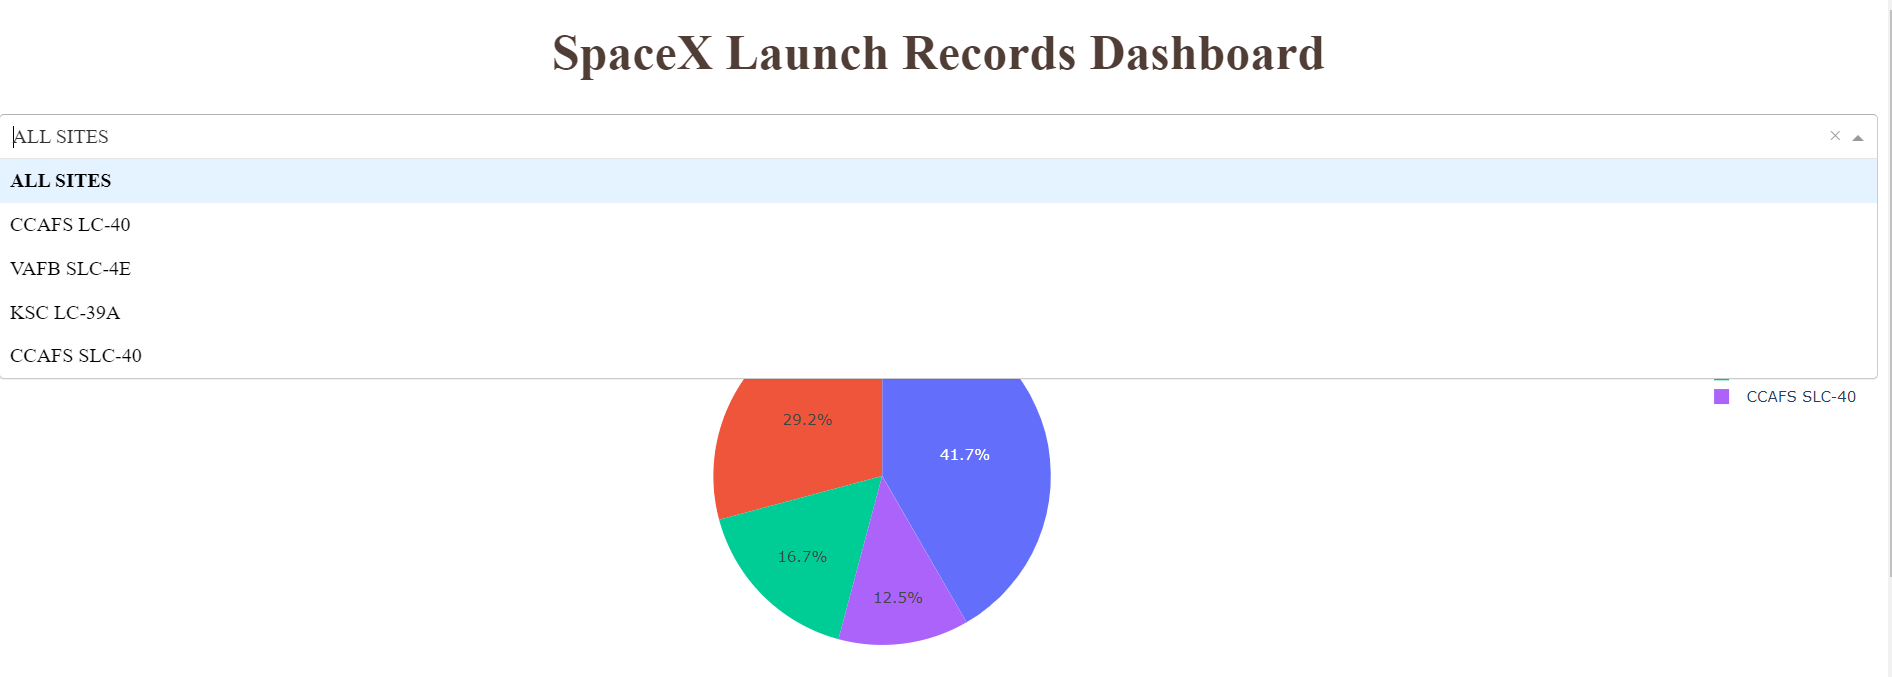 SpaceX Launch Records Dashboard
ALL SITES
ALL SITES
CCAFS LC-40
VAFB SLC-4E
KSC LC-39A
CCAFS SLC-40
CCAFS SLC-40
29.2%
41.7%
16.7%
12.5%